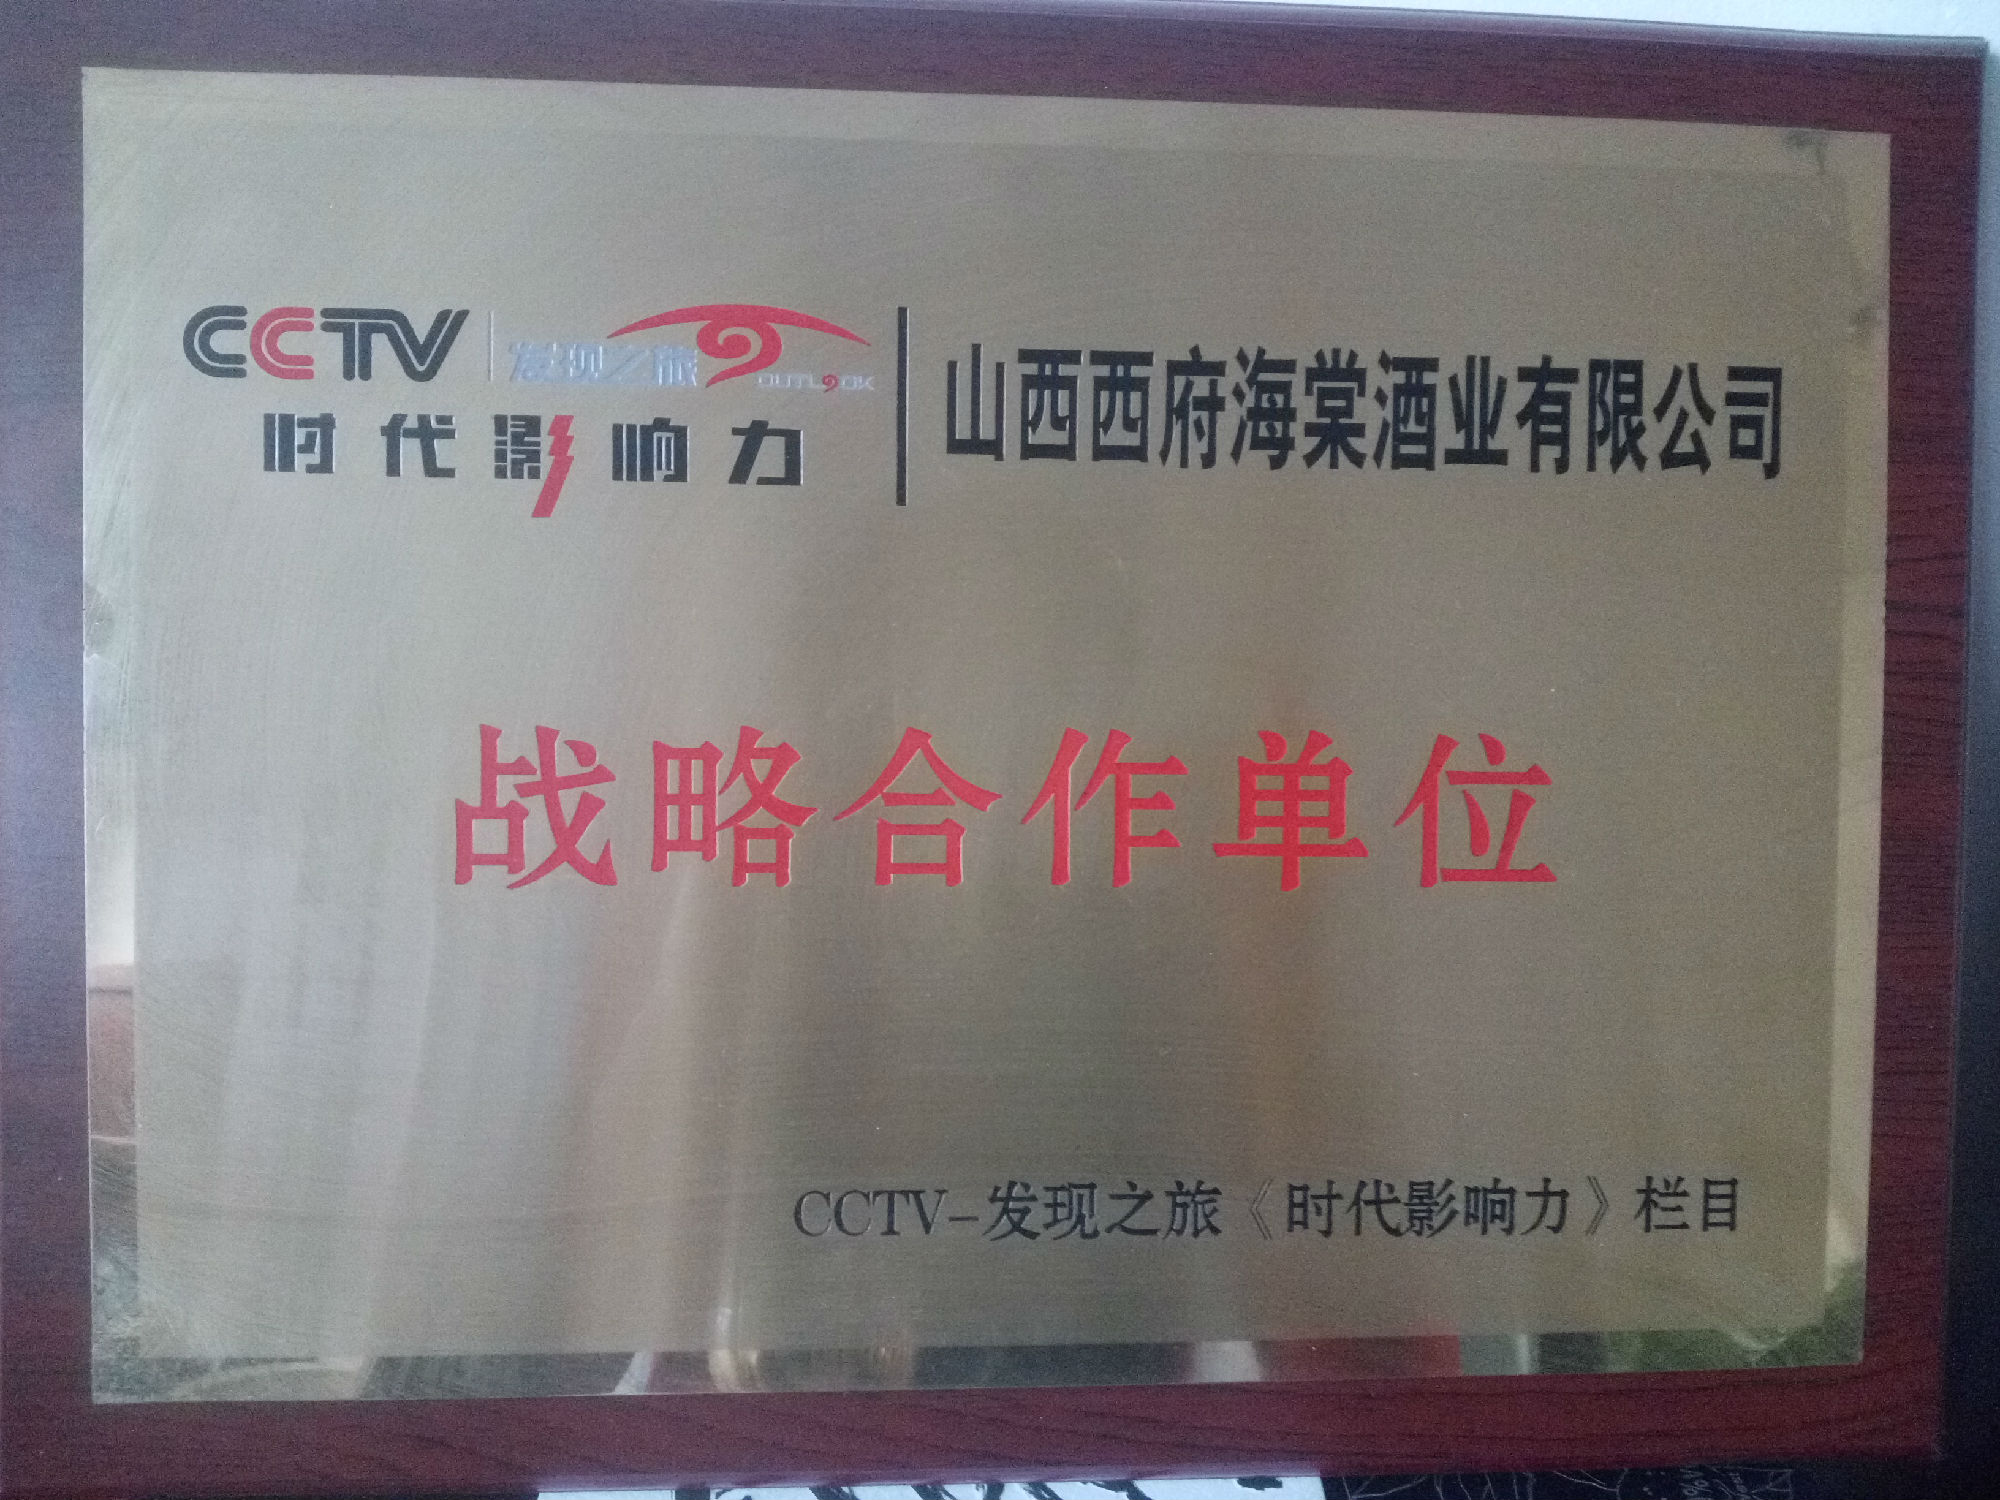 CCTV 发现之旅 OUTLOOK
时代影响力
山西西府海棠酒业有限公司
战略合作单位
CCTV-发现之旅《时代影响力》栏目